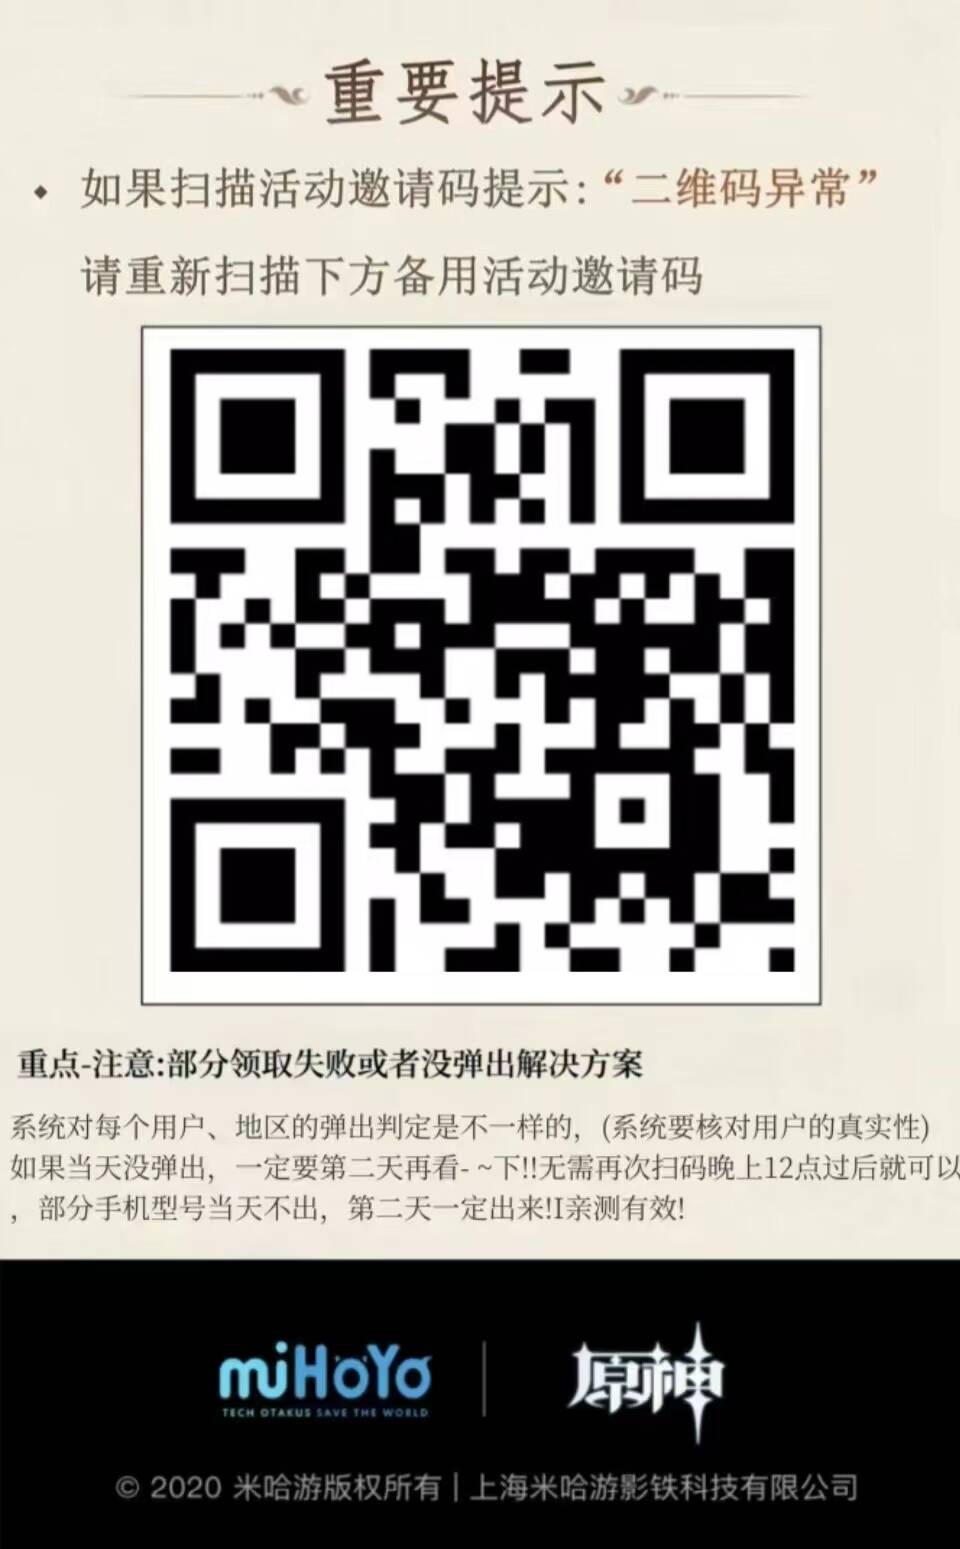 重要提示
如果扫描活动邀请码提示:“二维码异常”
请重新扫描下方备用活动邀请码
重点-注意:部分领取失败或者没弹出解决方案
系统对每个用户、地区的弹出判定是不一样的，(系统要核对用户的真实性)
如果当天没弹出，一定要第二天再看- ~下!!无需再次扫码晚上12点过后就可以
，部分手机型号当天不出，第二天一定出来!I亲测有效!
miHoYo
TECH OTAKUS SAVE THE WORLD
原神
© 2020 米哈游版权所有 | 上海米哈游影铁科技有限公司